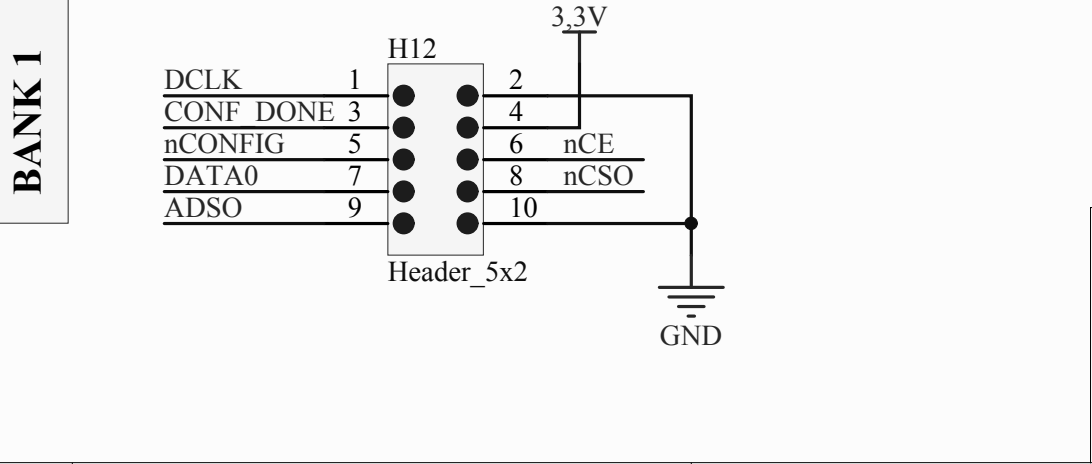 BANK 1
3,3V
H12
DCLK 1 2
CONF_DONE 3 4
nCONFIG 5 6 nCE
DATA0 7 8 nCSO
ADSO 9 10
Header_5x2
GND